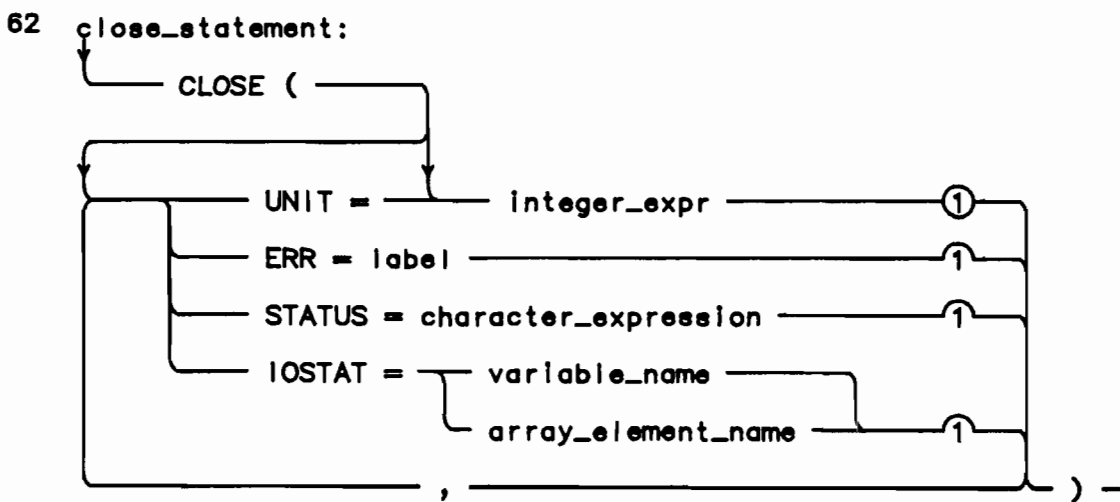 62 close_statement:
CLOSE (
UNIT = integer_expr 1
ERR = label 1
STATUS = character_expression 1
IOSTAT = variable_name
array_element_name 1
, )